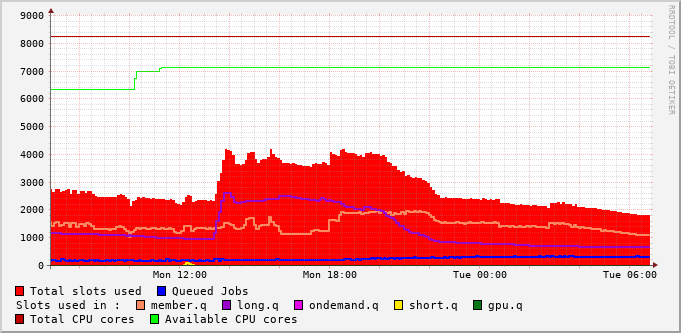 9000
8000
7000
6000
5000
4000
3000
2000
1000
0
Mon 12:00 Mon 18:00 Tue 00:00 Tue 06:00
Total slots used Queued Jobs
Slots used in : member.q long.q ondemand.q short.q gpu.q
Total CPU cores Available CPU cores
RRDTOOL / TOBI OETIKER